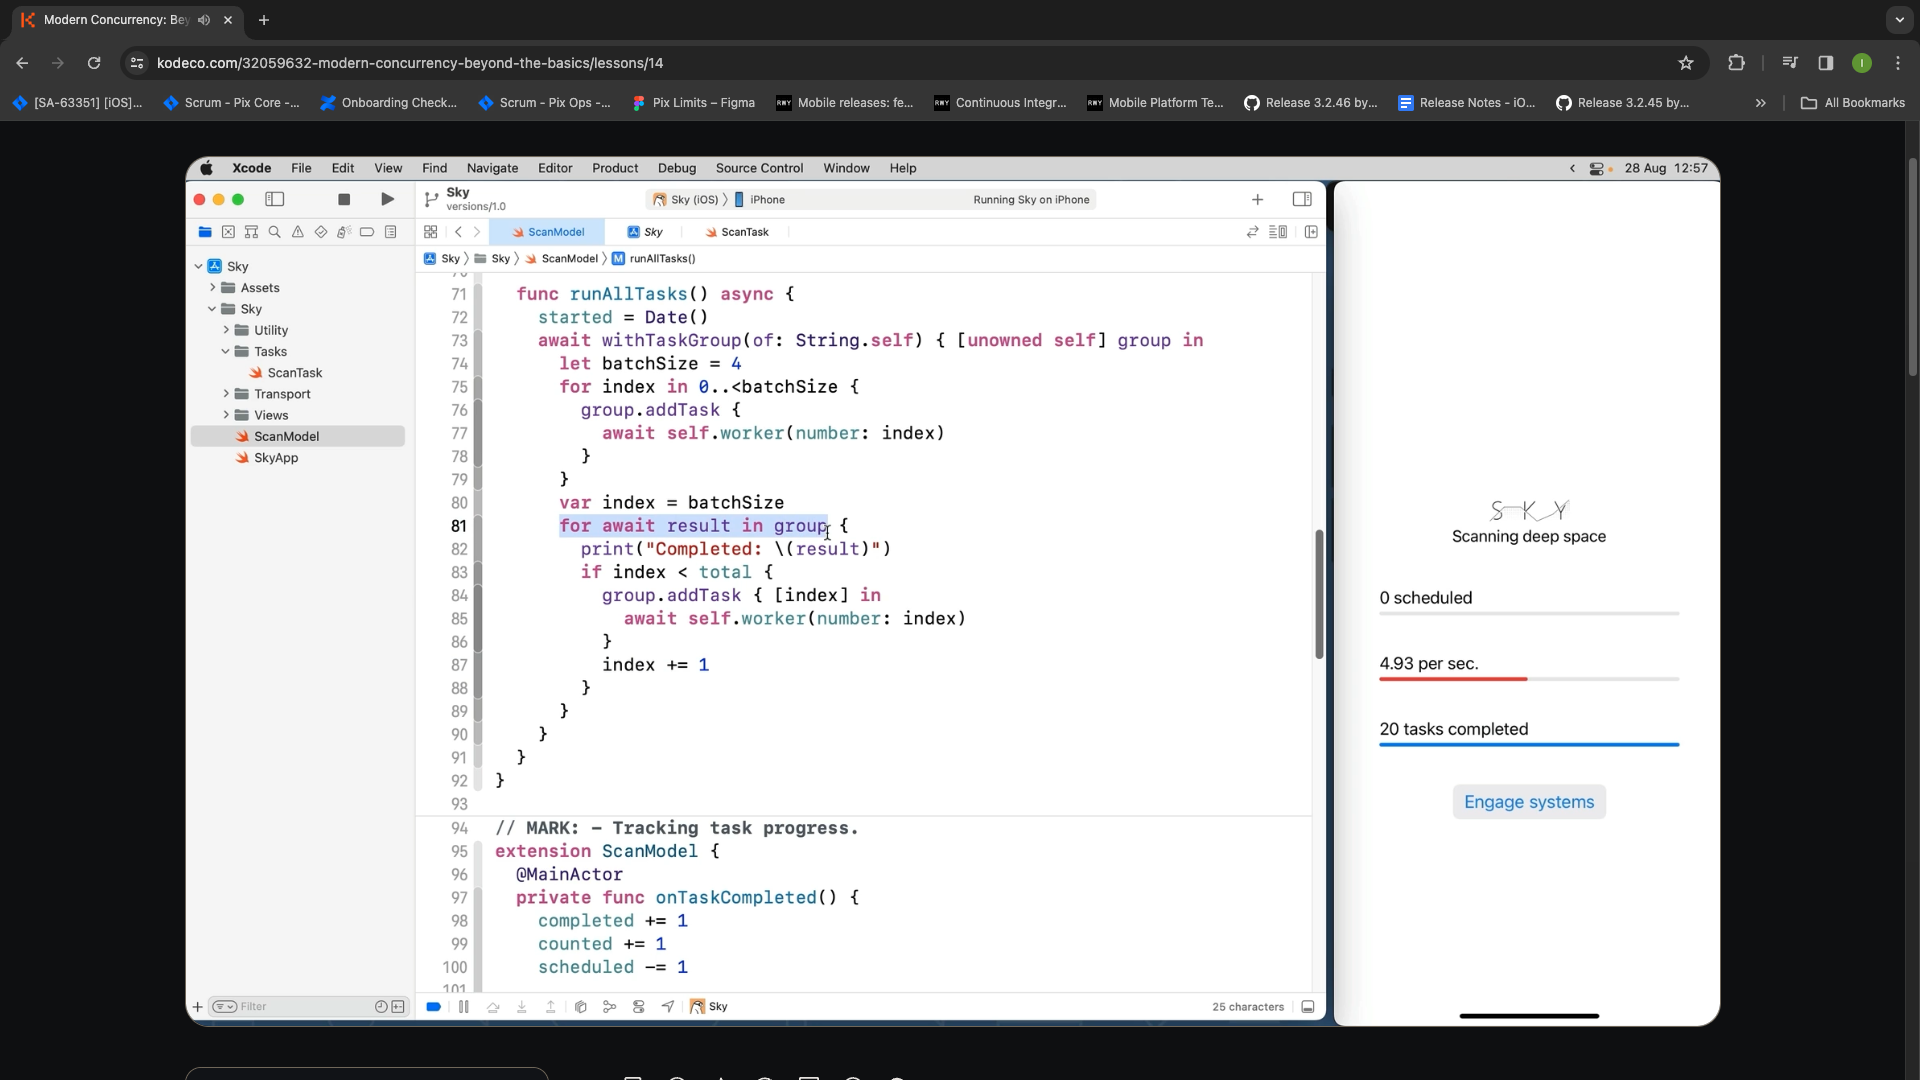 Modern Concurrency: Bey
kodeco.com/32059632-modern-concurrency-beyond-the-basics/lessons/14
I
[SA-63351] [iOS]...
Scrum - Pix Core -...
Onboarding Check...
Scrum - Pix Ops -...
Pix Limits – Figma
Mobile releases: fe...
Continuous Integr...
Mobile Platform Te...
Release 3.2.46 by...
Release Notes - iO...
Release 3.2.45 by...
»
All Bookmarks
Xcode File Edit View Find Navigate Editor Product Debug Source Control Window Help
28 Aug 12:57
Sky
versions/1.0
Sky (iOS) 〉 iPhone
Running Sky on iPhone
ScanModel
Sky
ScanTask
Sky 〉 Sky 〉 ScanModel 〉 M runAllTasks()
Sky
Assets
Sky
Utility
Tasks
ScanTask
Transport
Views
ScanModel
SkyApp
Filter
70
71 func runAllTasks() async {
72 started = Date()
73 await withTaskGroup(of: String.self) { [unowned self] group in
74 let batchSize = 4
75 for index in 0..<batchSize {
76 group.addTask {
77 await self.worker(number: index)
78 }
79 }
80 var index = batchSize
81 for await result in group {
82 print("Completed: \(result)")
83 if index < total {
84 group.addTask { [index] in
85 await self.worker(number: index)
86 }
87 index += 1
88 }
89 }
90 }
91 }
92 }
93
94 // MARK: – Tracking task progress.
95 extension ScanModel {
96 @MainActor
97 private func onTaskCompleted() {
98 completed += 1
99 counted += 1
100 scheduled -= 1
101
Sky
25 characters
S-K-Y
Scanning deep space
0 scheduled
4.93 per sec.
20 tasks completed
Engage systems